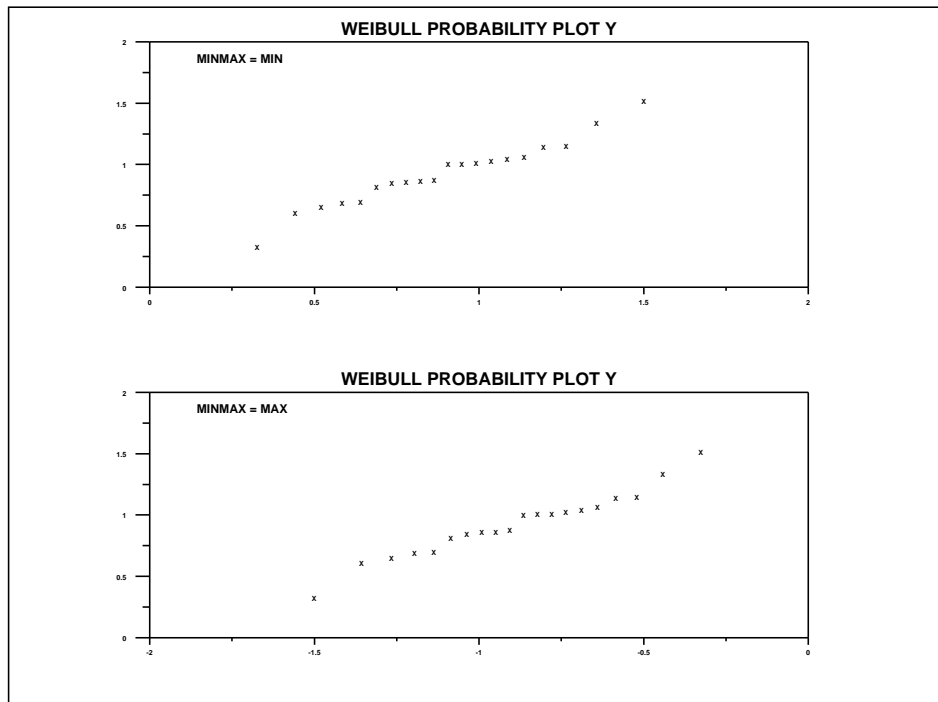 WEIBULL PROBABILITY PLOT Y
MINMAX = MIN
2
1.5
1
0.5
0
0 0.5 1 1.5 2
WEIBULL PROBABILITY PLOT Y
MINMAX = MAX
2
1.5
1
0.5
0
-2 -1.5 -1 -0.5 0